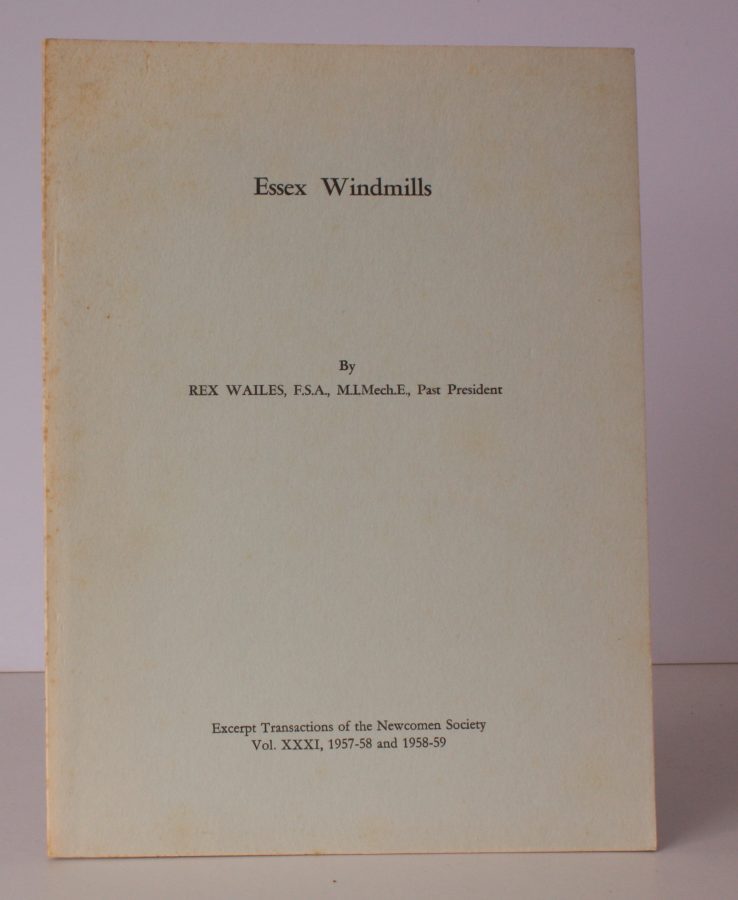 Essex Windmills
By
REX WAILES, F.S.A., M.I.Mech.E., Past President
Excerpt Transactions of the Newcomen Society
Vol. XXXI, 1957-58 and 1958-59